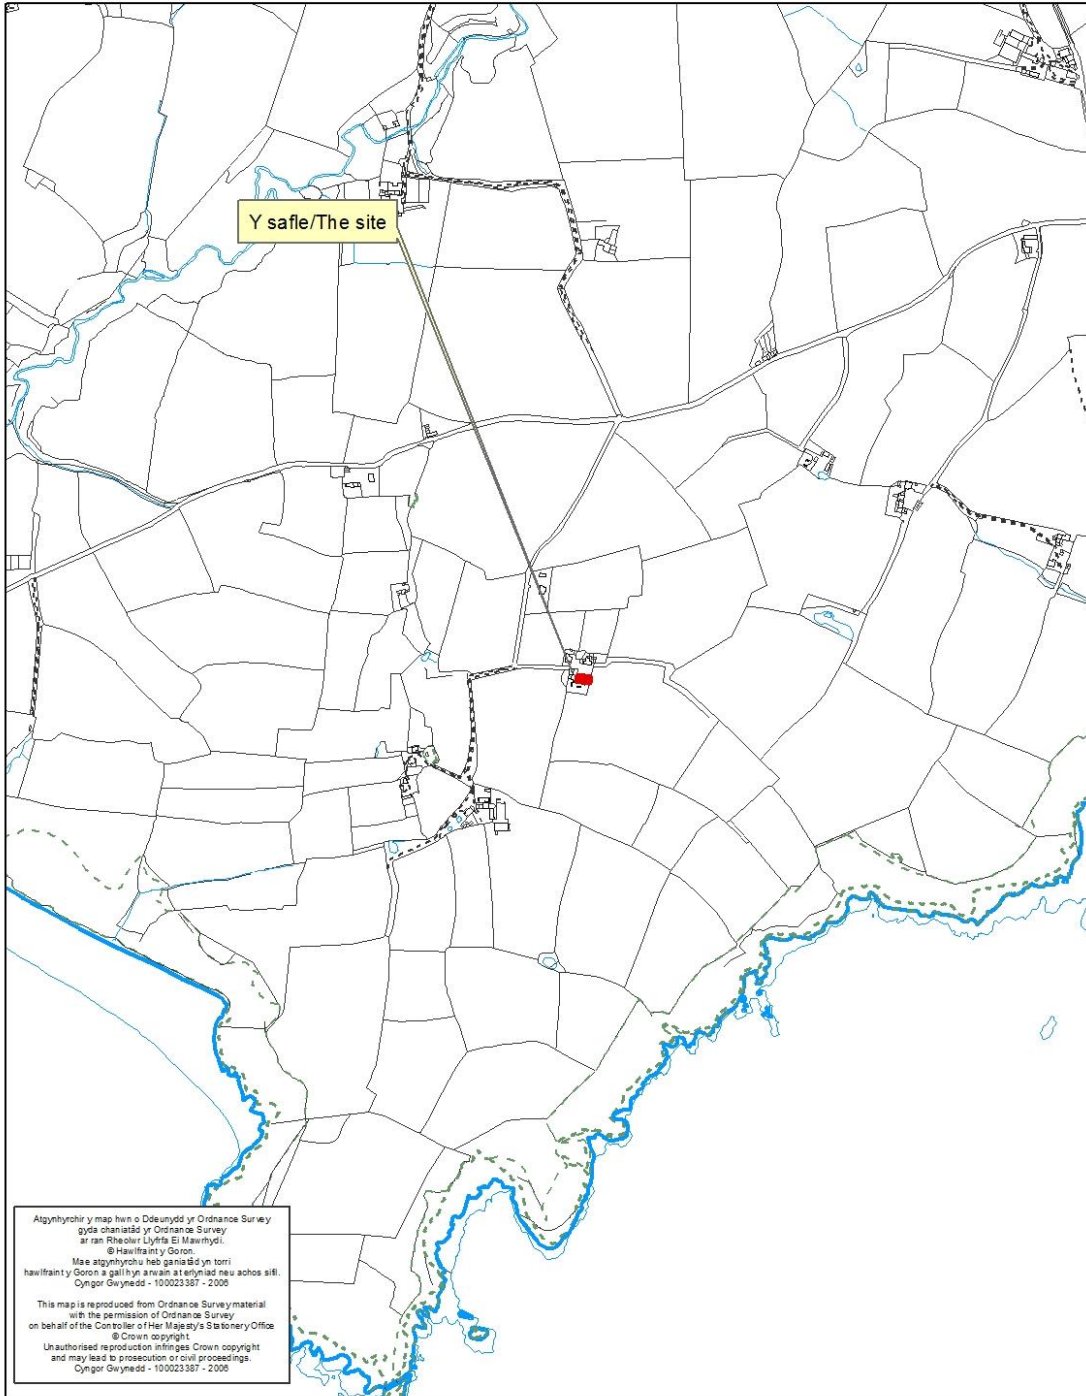 Y safle/The site
Atgynhyrchir y map hwn o Ddeunydd yr Ordnance Survey
gyda chaniatâd yr Ordnance Survey
ar ran Rheolwr Llyfrfa Ei Mawrhydi.
© Hawlfraint y Goron.
Mae atgynhyrchu heb ganiatâd yn torri
hawlfraint y Goron a gall hyn arwain at erlyniad neu achos sifil.
Cyngor Gwynedd - 100023387 - 2006
This map is reproduced from Ordnance Survey material
with the permission of Ordnance Survey
on behalf of the Controller of Her Majesty's Stationery Office
© Crown copyright.
Unauthorised reproduction infringes Crown copyright
and may lead to prosecution or civil proceedings.
Cyngor Gwynedd - 100023387 - 2006